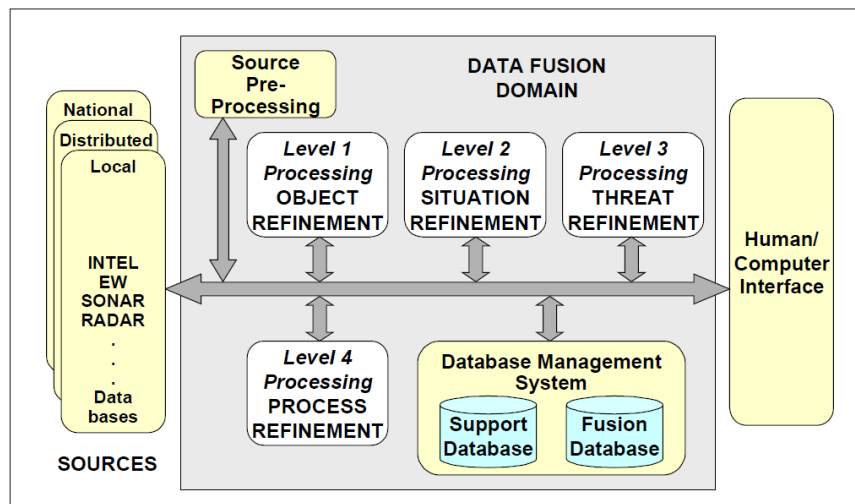 Source
Pre-
Processing
DATA FUSION
DOMAIN
National
Distributed
Local
INTEL
EW
SONAR
RADAR
.
.
.
Data
bases
SOURCES
Level 1
Processing
OBJECT
REFINEMENT
Level 2
Processing
SITUATION
REFINEMENT
Level 3
Processing
THREAT
REFINEMENT
Human/
Computer
Interface
Level 4
Processing
PROCESS
REFINEMENT
Database Management
System
Support
Database
Fusion
Database